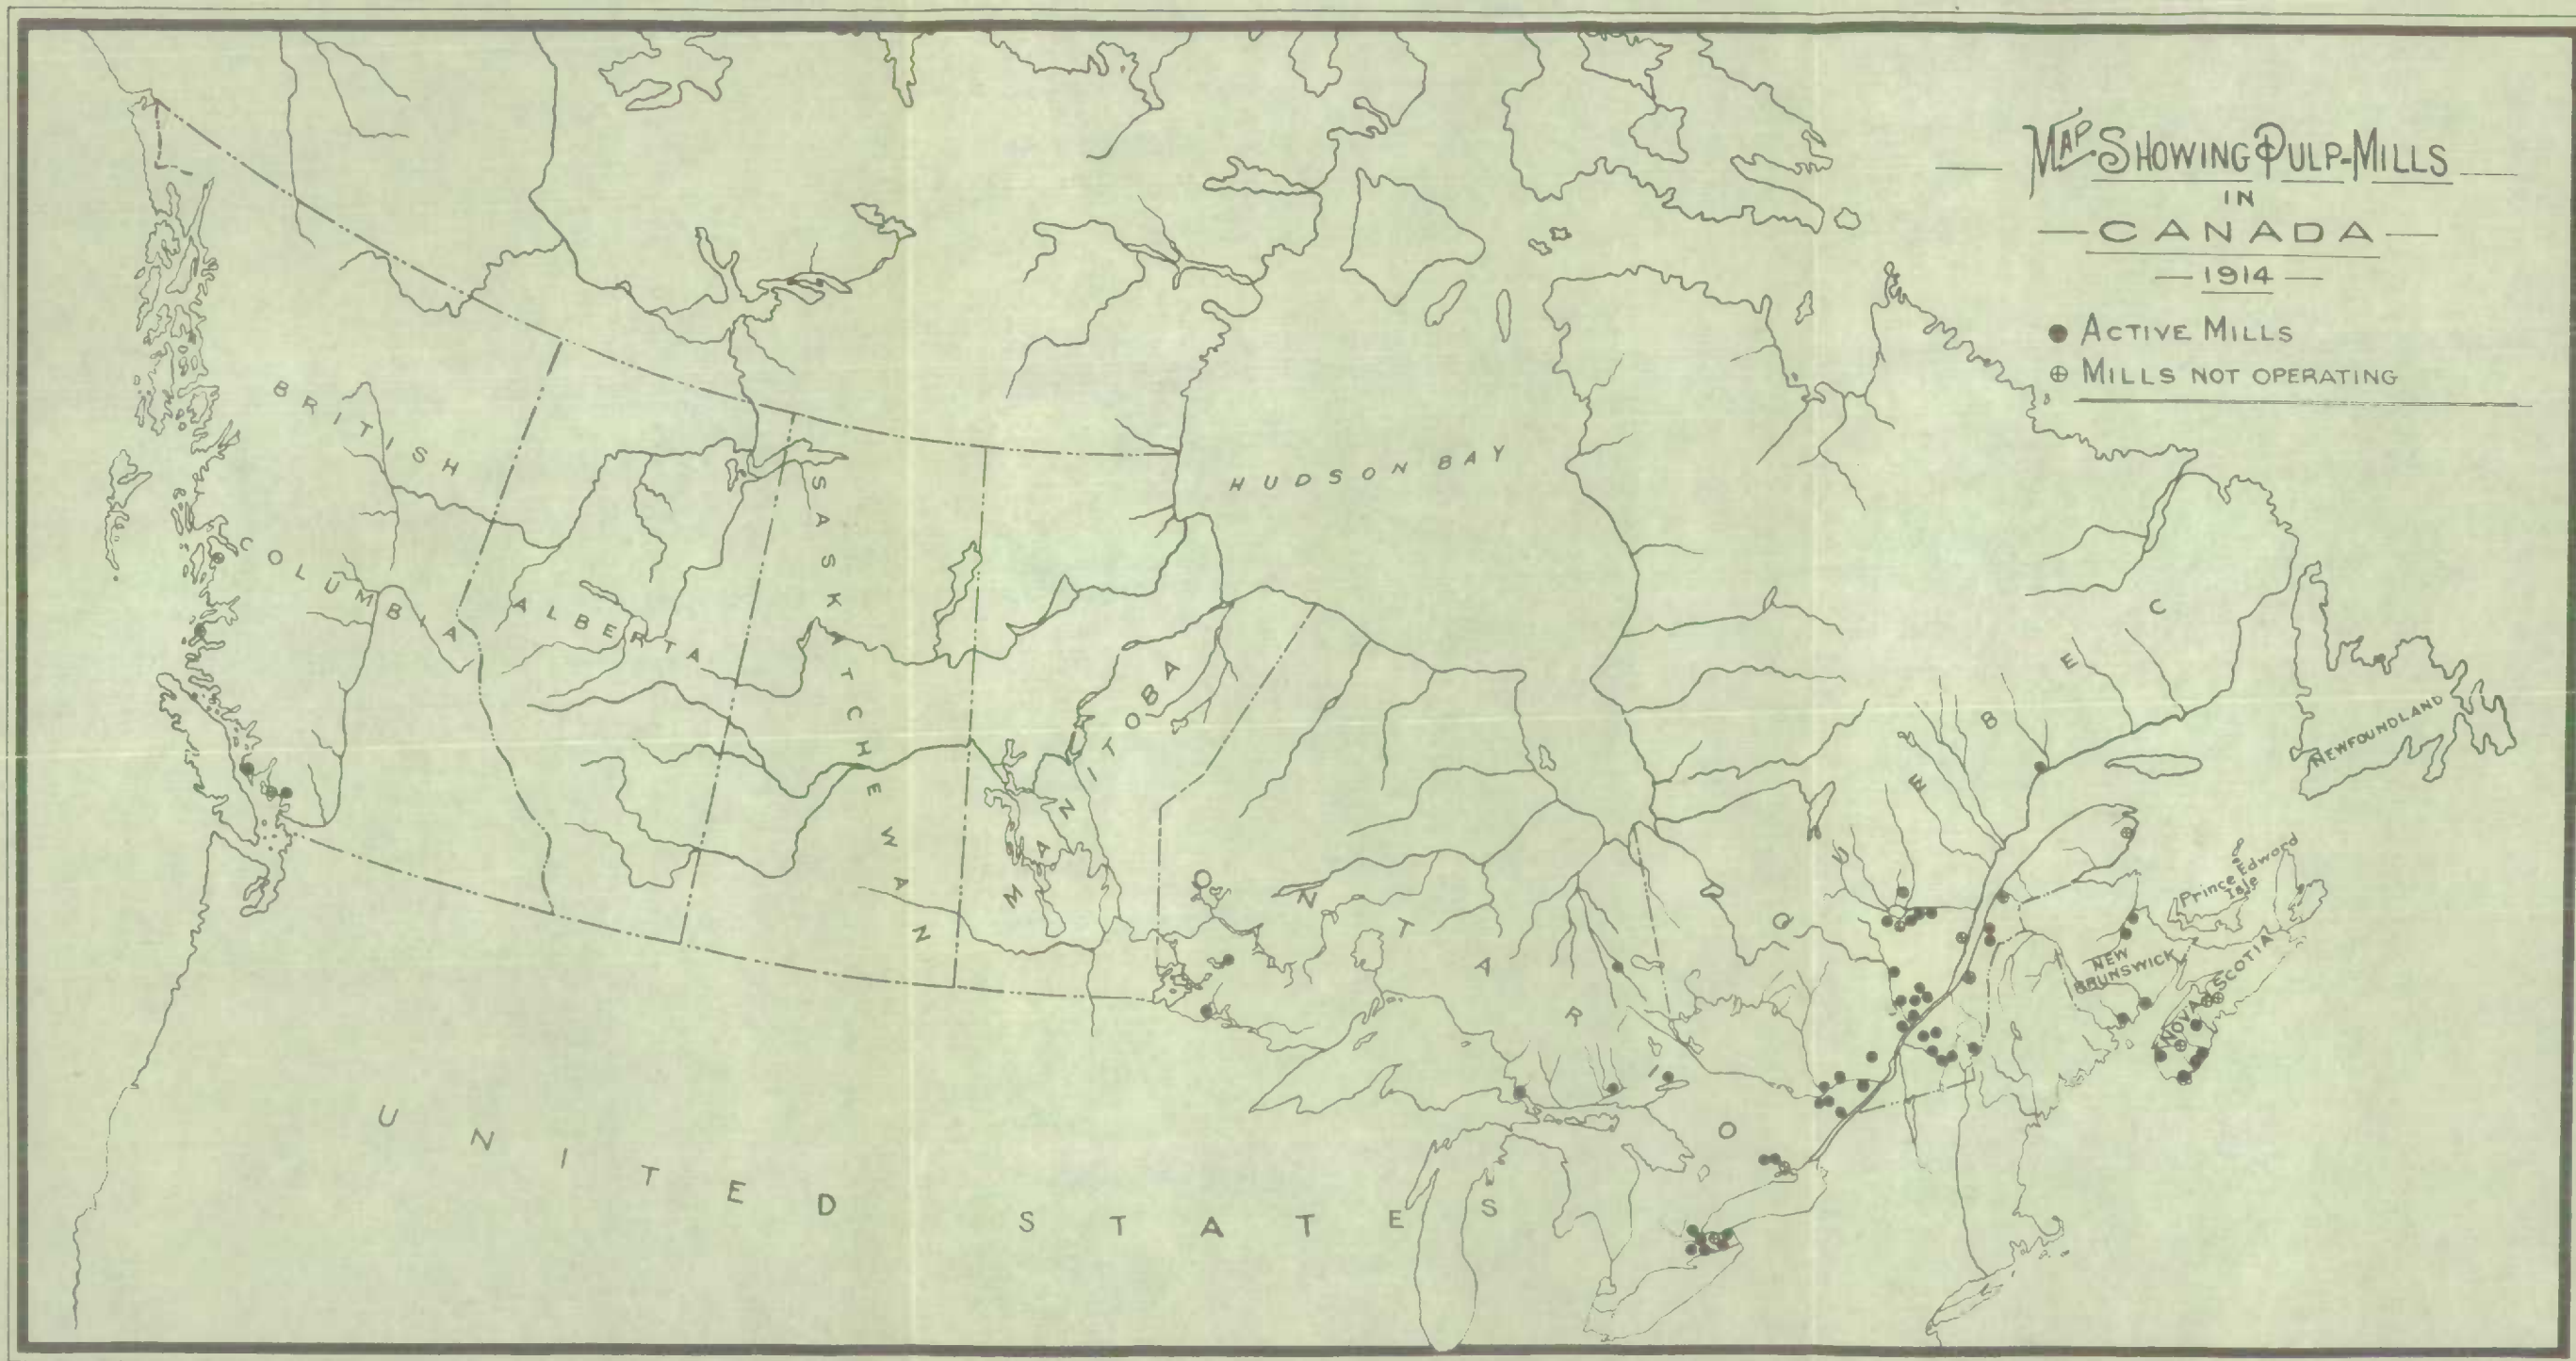 MAP SHOWING PULP-MILLS
IN
CANADA
1914
ACTIVE MILLS
MILLS NOT OPERATING
BRITISH
COLUMBIA
ALBERTA
SASKATCHEWAN
MANITOBA
HUDSON BAY
ONTARIO
QUEBEC
NEWFOUNDLAND
Prince Edward
Isle
NEW
BRUNSWICK
NOVA SCOTIA
UNITED STATES